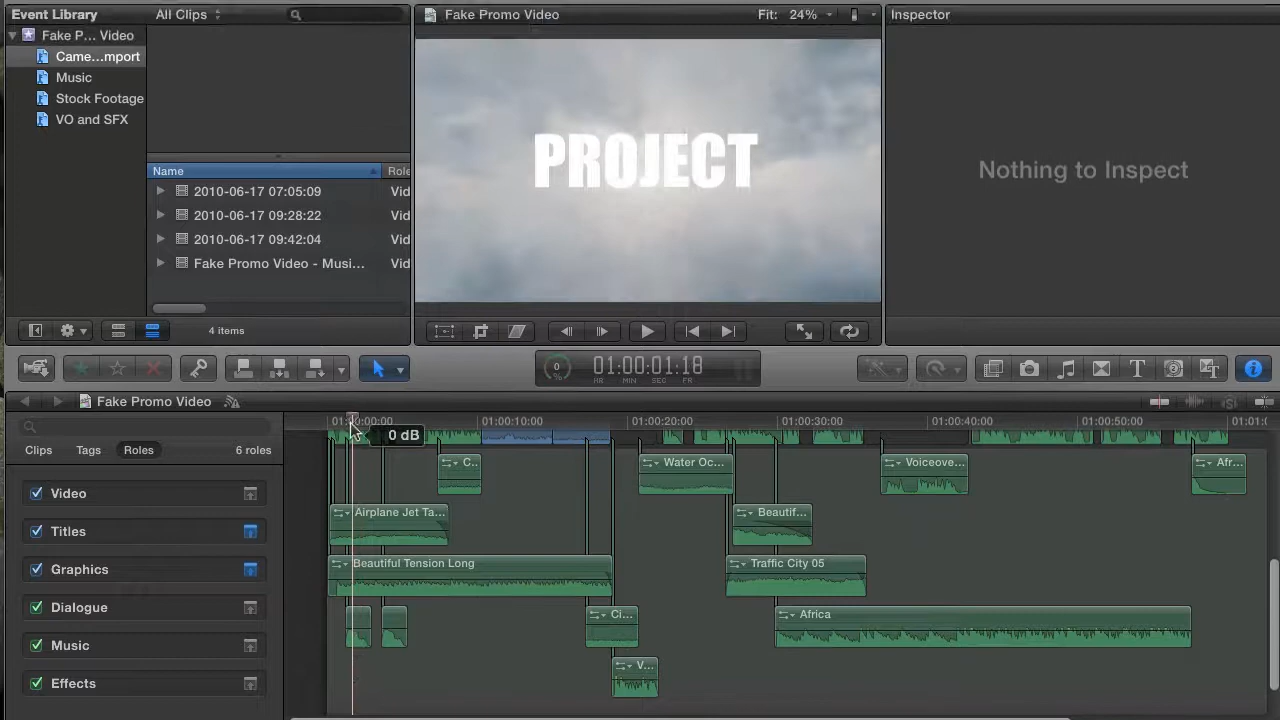 Event Library
All Clips
Fake Promo Video
Fit: 24%
Inspector
Fake P... Video
Came...mport
Music
Stock Footage
VO and SFX
Name
Role
2010-06-17 07:05:09
Vid
2010-06-17 09:28:22
Vid
2010-06-17 09:42:04
Vid
Fake Promo Video - Musi...
Vid
4 items
PROJECT
Nothing to Inspect
0
01:00:01:18
HR MIN SEC FR
T
T
Fake Promo Video
Clips
Tags
Roles
6 roles
Video
Titles
Graphics
Dialogue
Music
Effects
01:00:00:00
01:00:10:00
01:00:20:00
01:00:30:00
01:00:40:00
01:00:50:00
01:01:(
0 dB
C...
Water Oc...
Voiceove...
Afr...
Airplane Jet Ta...
Beautif...
Beautiful Tension Long
Traffic City 05
Ci...
Africa
V...